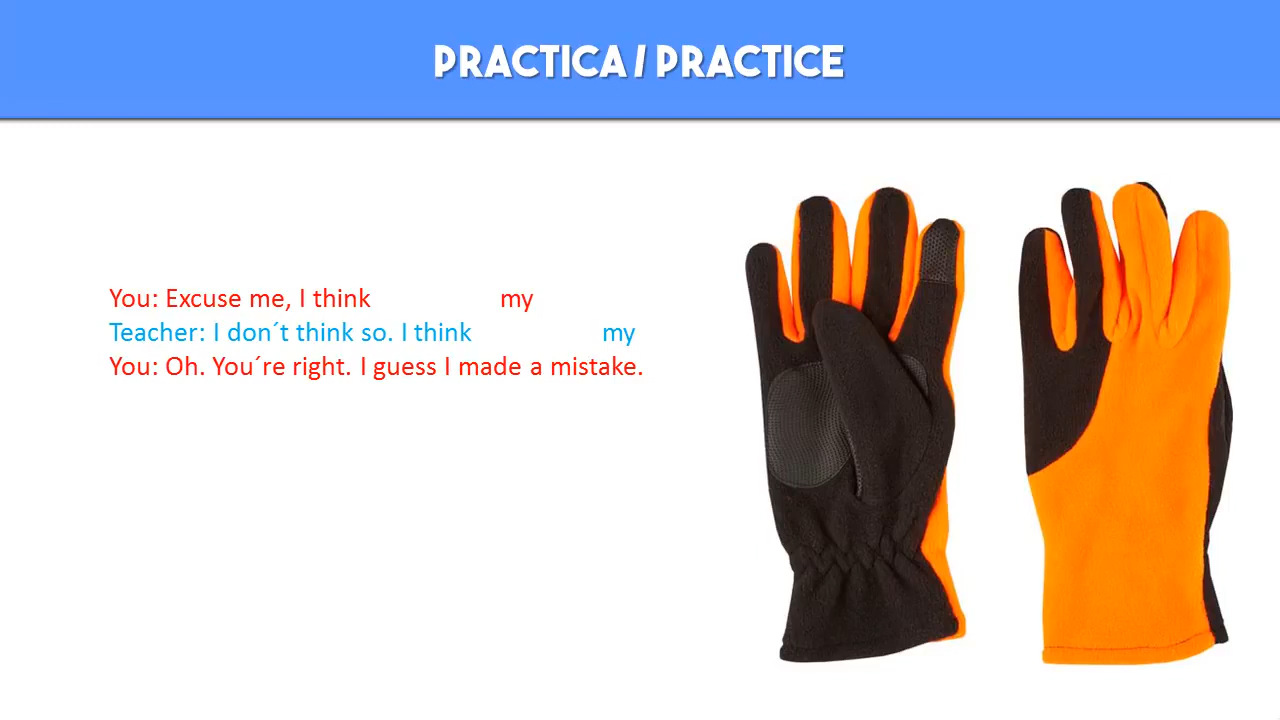 PRACTICA / PRACTICE
You: Excuse me, I think my
Teacher: I don´t think so. I think my
You: Oh. You´re right. I guess I made a mistake.